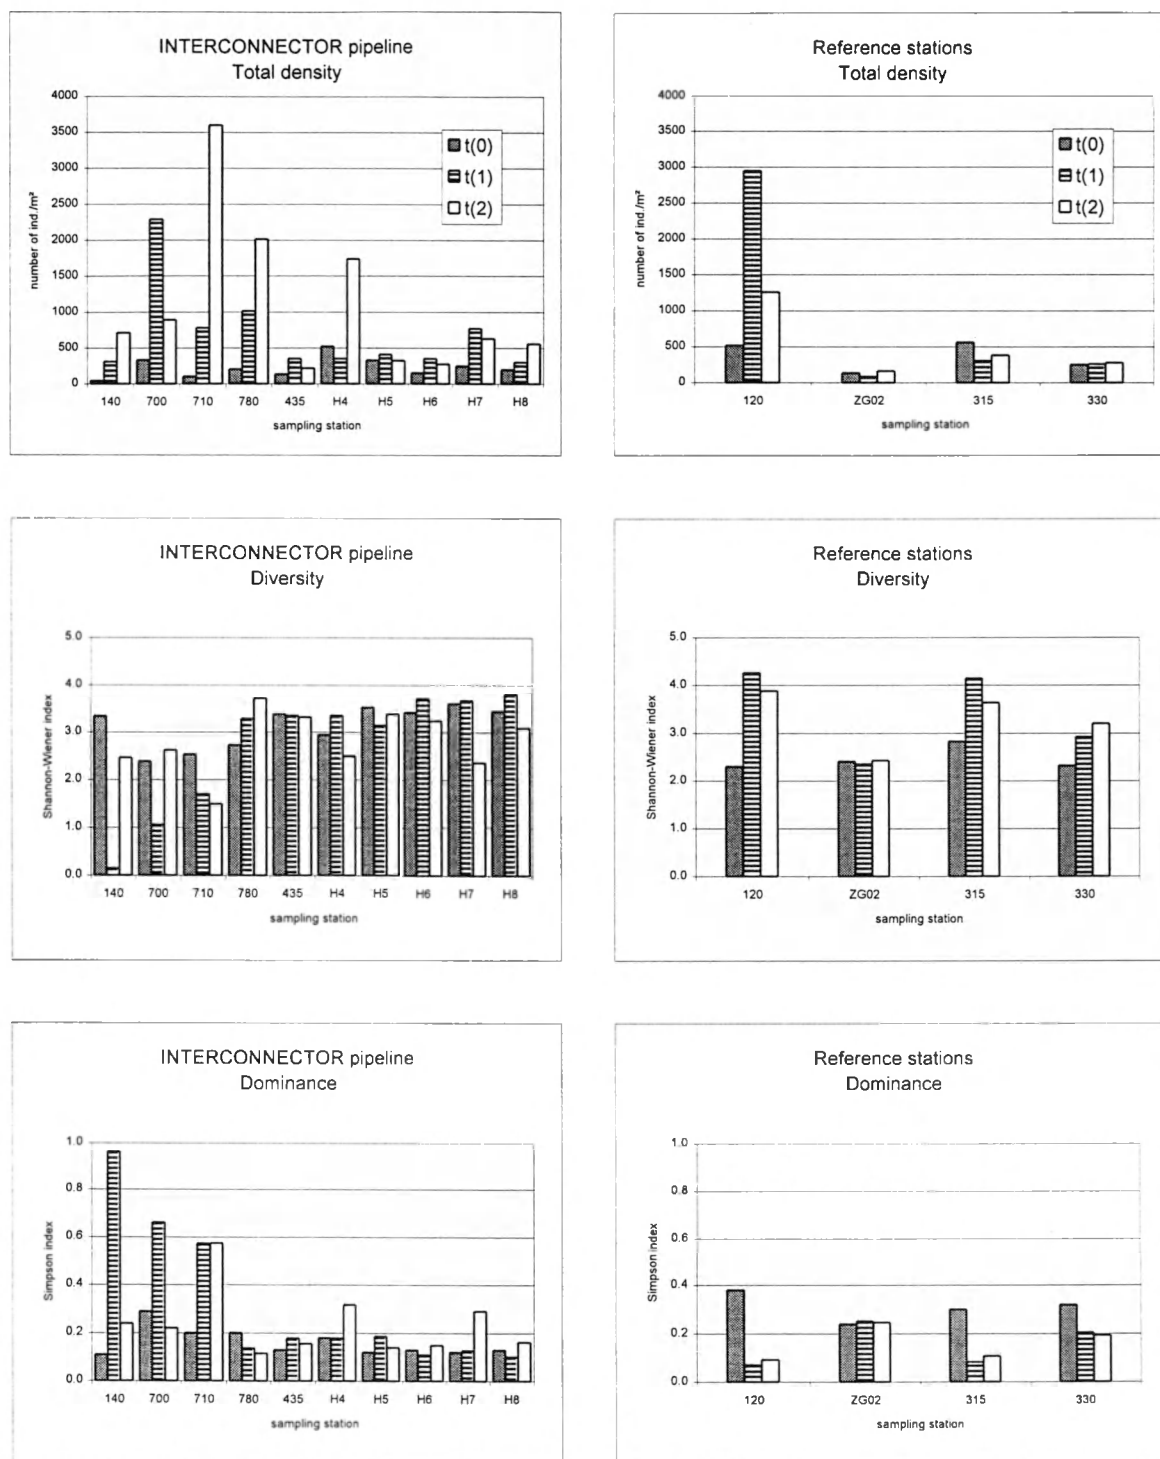 INTERCONNECTOR pipeline
Total density
number of ind./m²
4000
3500
3000
2500
2000
1500
1000
500
0
t(0)
t(1)
t(2)
140 700 710 780 435 H4 H5 H6 H7 H8
sampling station
Reference stations
Total density
number of ind./m²
4000
3500
3000
2500
2000
1500
1000
500
0
t(0)
t(1)
t(2)
120 ZG02 315 330
sampling station
INTERCONNECTOR pipeline
Diversity
Shannon-Wiener index
5.0
4.0
3.0
2.0
1.0
0.0
140 700 710 780 435 H4 H5 H6 H7 H8
sampling station
Reference stations
Diversity
Shannon-Wiener index
5.0
4.0
3.0
2.0
1.0
0.0
120 ZG02 315 330
sampling station
INTERCONNECTOR pipeline
Dominance
Simpson index
1.0
0.8
0.6
0.4
0.2
0.0
140 700 710 780 435 H4 H5 H6 H7 H8
sampling station
Reference stations
Dominance
Simpson index
1.0
0.8
0.6
0.4
0.2
0.0
120 ZG02 315 330
sampling station